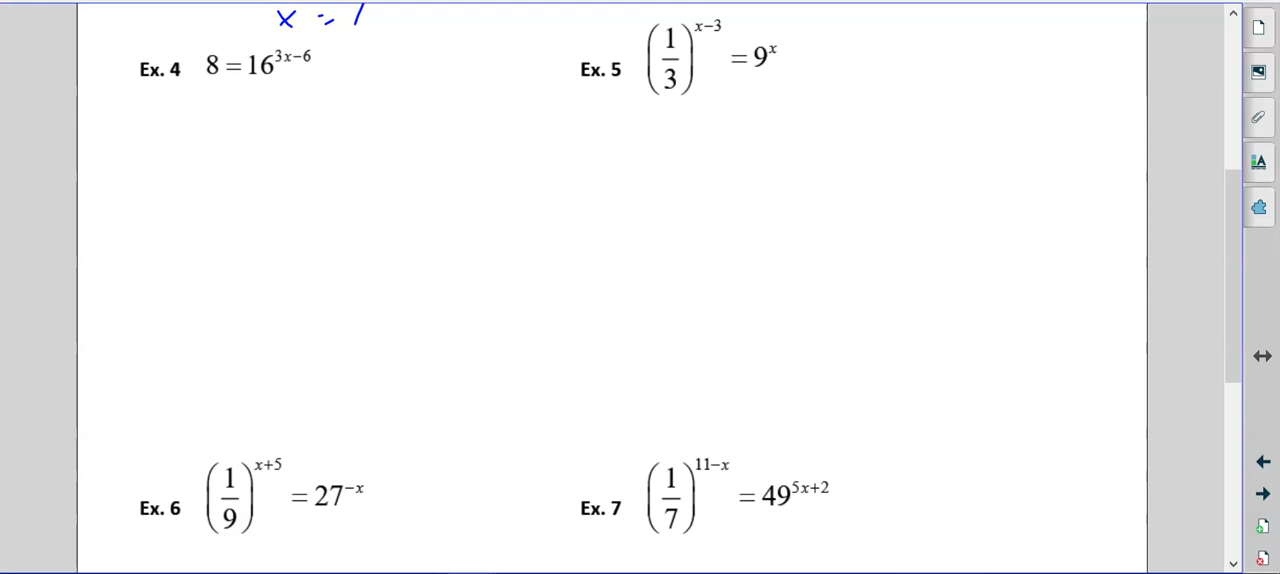 x = 1
Ex. 4 8 = 16^{3x−6}
Ex. 5 (1/3)^{x−3} = 9^x
Ex. 6 (1/9)^{x+5} = 27^{−x}
Ex. 7 (1/7)^{11−x} = 49^{5x+2}